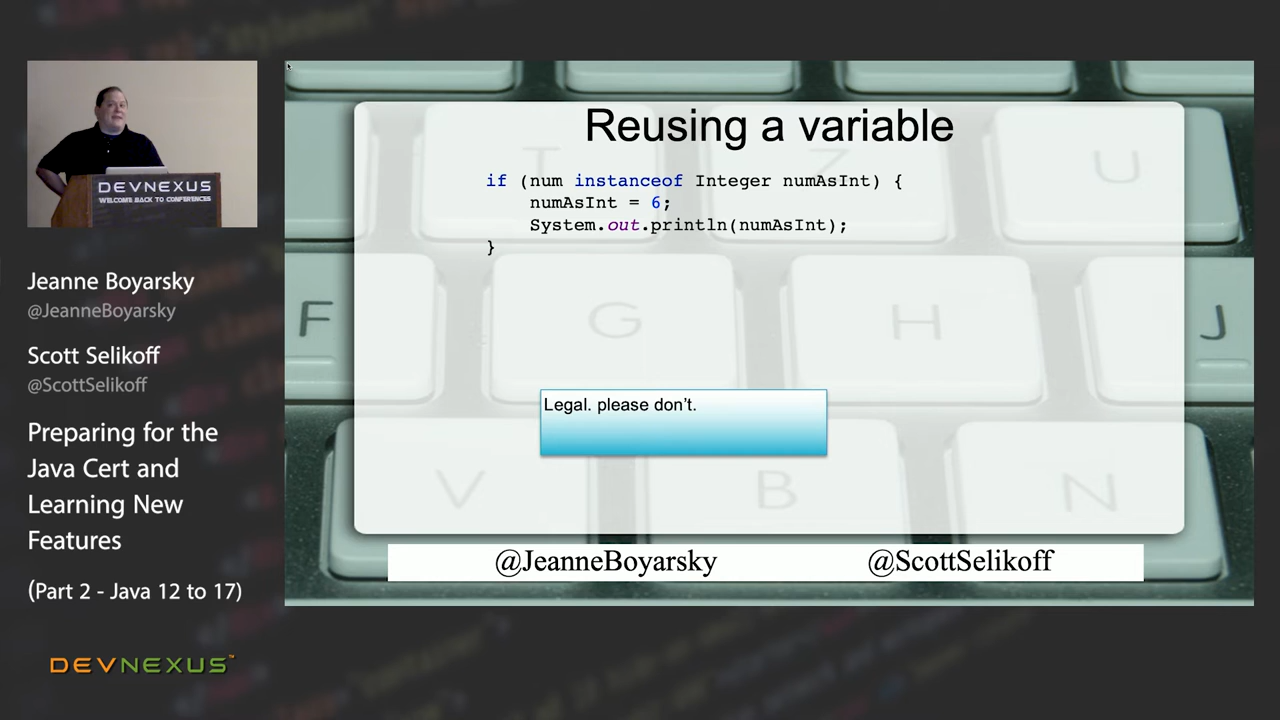 DEVNEXUS
WELCOME BACK TO CONFERENCES
Jeanne Boyarsky
@JeanneBoyarsky
Scott Selikoff
@ScottSelikoff
Preparing for the
Java Cert and
Learning New
Features
(Part 2 - Java 12 to 17)
DEVNEXUS™
Reusing a variable
if (num instanceof Integer numAsInt) {
numAsInt = 6;
System.out.println(numAsInt);
}
Legal. please don't.
T Z U
F G H J
V B N
@JeanneBoyarsky @ScottSelikoff